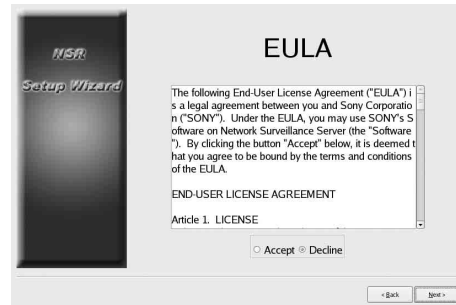 NSR
Setup Wizard
EULA
The following End-User License Agreement ("EULA") i
s a legal agreement between you and Sony Corporatio
n ("SONY").  Under the EULA, you may use SONY's S
oftware on Network Surveillance Server (the "Software
").  By clicking the button "Accept" below, it is deemed t
hat you agree to be bound by the terms and conditions
of the EULA.
END-USER LICENSE AGREEMENT
Article 1.  LICENSE
Accept Decline
< Back Next >